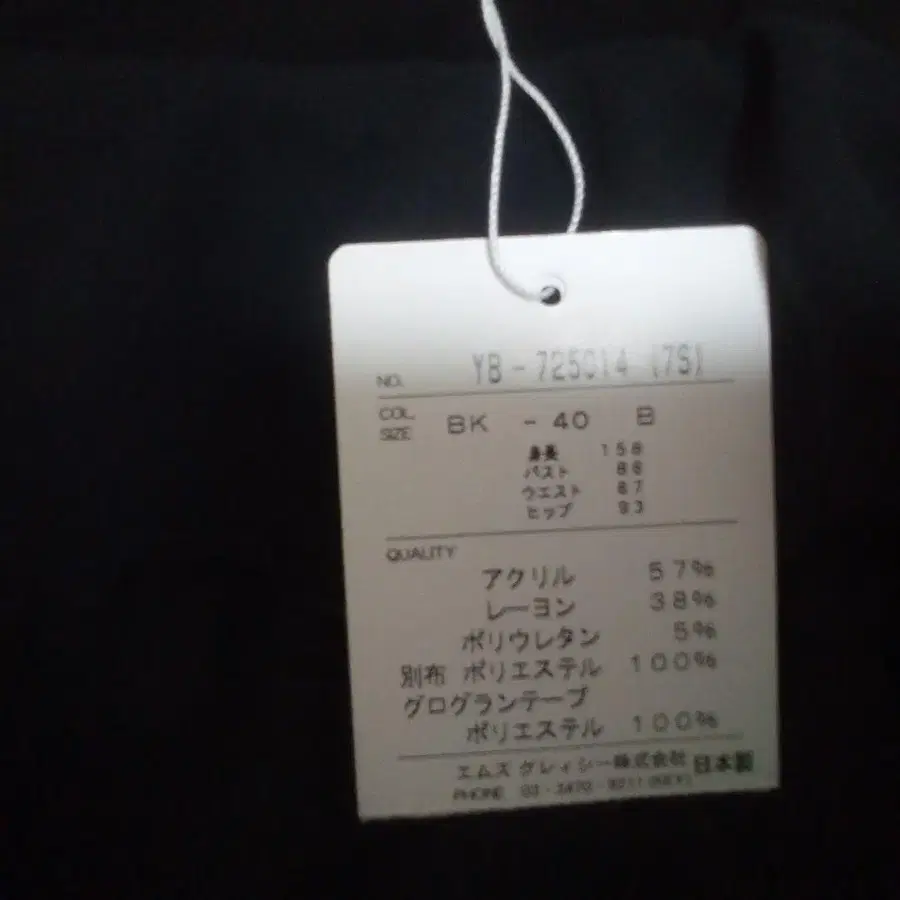 NO. YB-725014 (7S)
COL.
SIZE BK -40 B
身長 158
バスト 88
ウエスト 67
ヒップ 93
QUALITY
アクリル 57%
レーヨン 38%
ポリウレタン 5%
別布 ポリエステル 100%
グログランテープ
ポリエステル 100%
エムズ グレィシー株式会社 日本製
PHONE 03-3470-